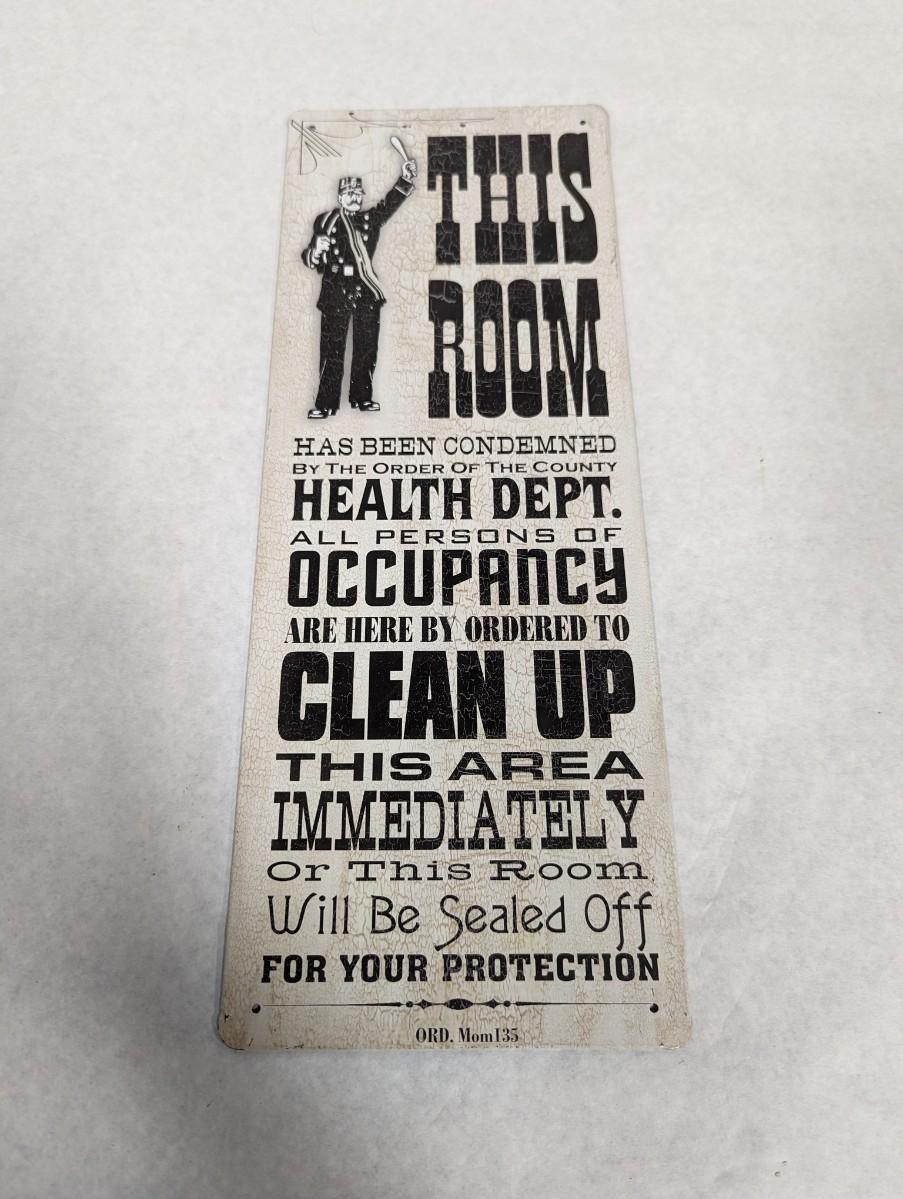 THIS
ROOM
HAS BEEN CONDEMNED
BY THE ORDER OF THE COUNTY
HEALTH DEPT.
ALL PERSONS OF
OCCUPANCY
ARE HERE BY ORDERED TO
CLEAN UP
THIS AREA
IMMEDIATELY
Or This Room
Will Be Sealed Off
FOR YOUR PROTECTION
ORD. Mom135